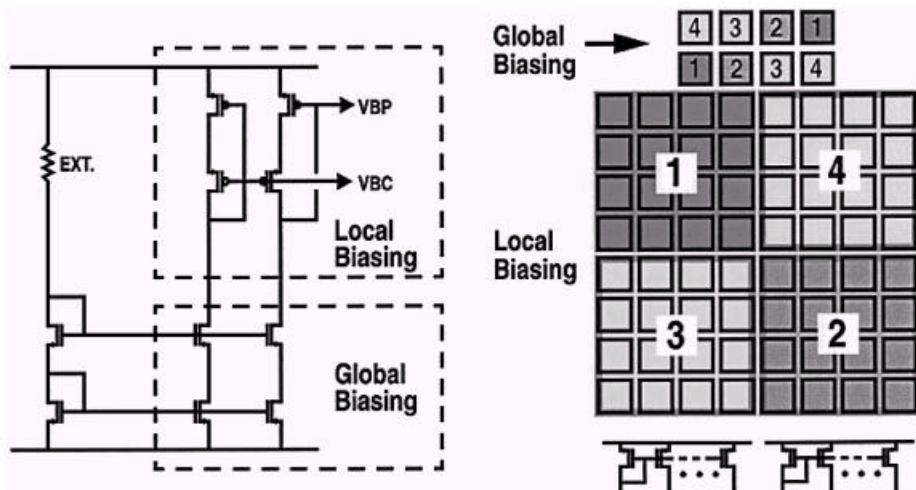 EXT.
VBP
VBC
Local
Biasing
Global
Biasing
Global
Biasing
4 3 2 1
1 2 3 4
Local
Biasing
1
4
3
2